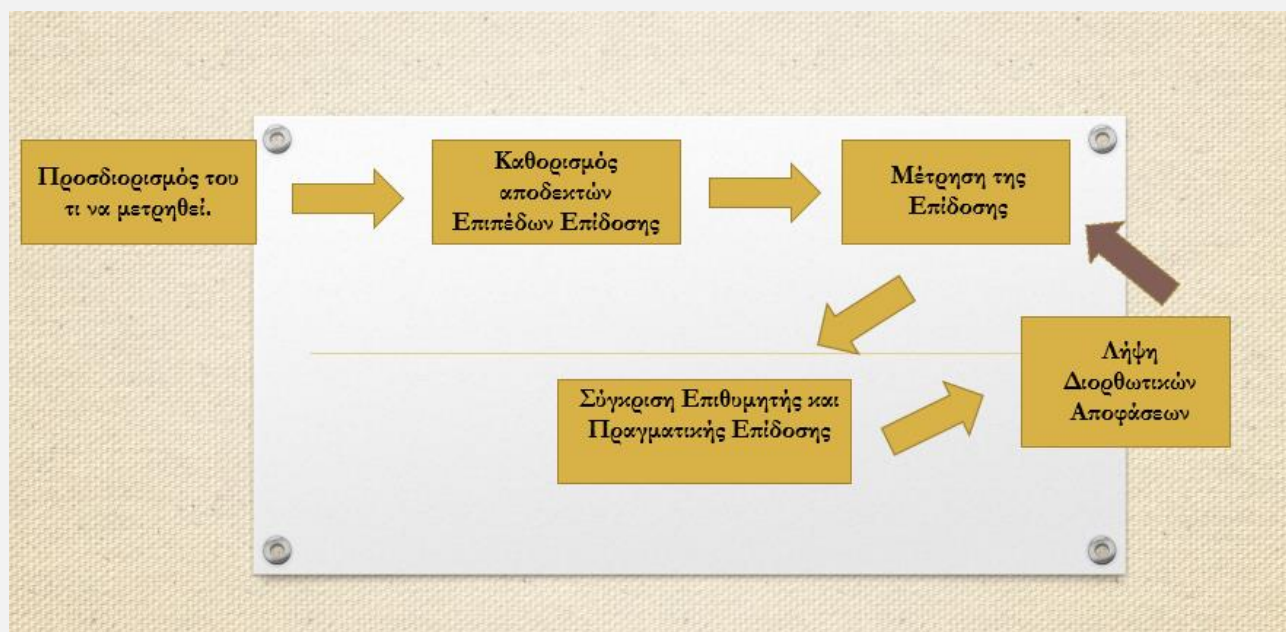 Προσδιορισμός του
τι να μετρηθεί.
Καθορισμός
αποδεκτών
Επιπέδων Επίδοσης
Μέτρηση της
Επίδοσης
Σύγκριση Επιθυμητής και
Πραγματικής Επίδοσης
Λήψη
Διορθωτικών
Αποφάσεων